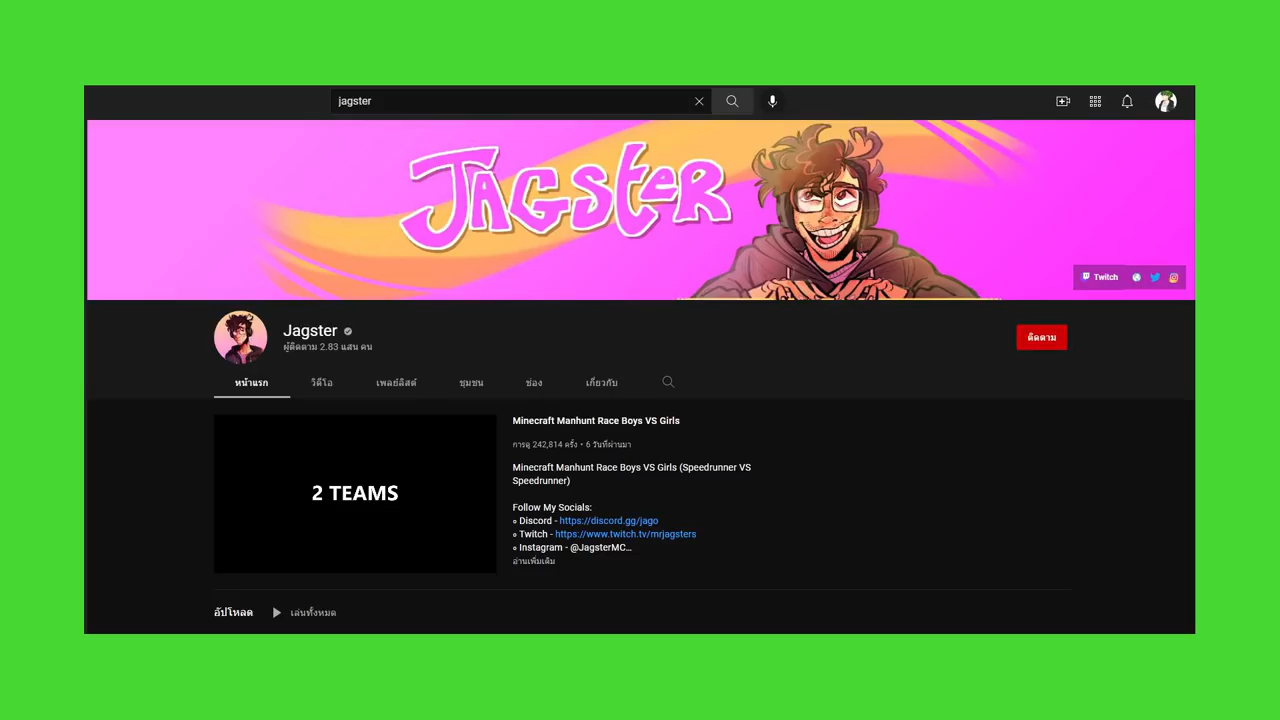 jagster
JAGSTER
Twitch
Jagster
ผู้ติดตาม 2.83 แสน คน
ติดตาม
หน้าแรก วิดีโอ เพลย์ลิสต์ ชุมชน ช่อง เกี่ยวกับ
2 TEAMS
Minecraft Manhunt Race Boys VS Girls
การดู 242,814 ครั้ง • 6 วันที่ผ่านมา
Minecraft Manhunt Race Boys VS Girls (Speedrunner VS
Speedrunner)
Follow My Socials:
∘ Discord - https://discord.gg/jago
∘ Twitch - https://www.twitch.tv/mrjagsters
∘ Instagram - @JagsterMC...
อ่านเพิ่มเติม
อัปโหลด เล่นทั้งหมด